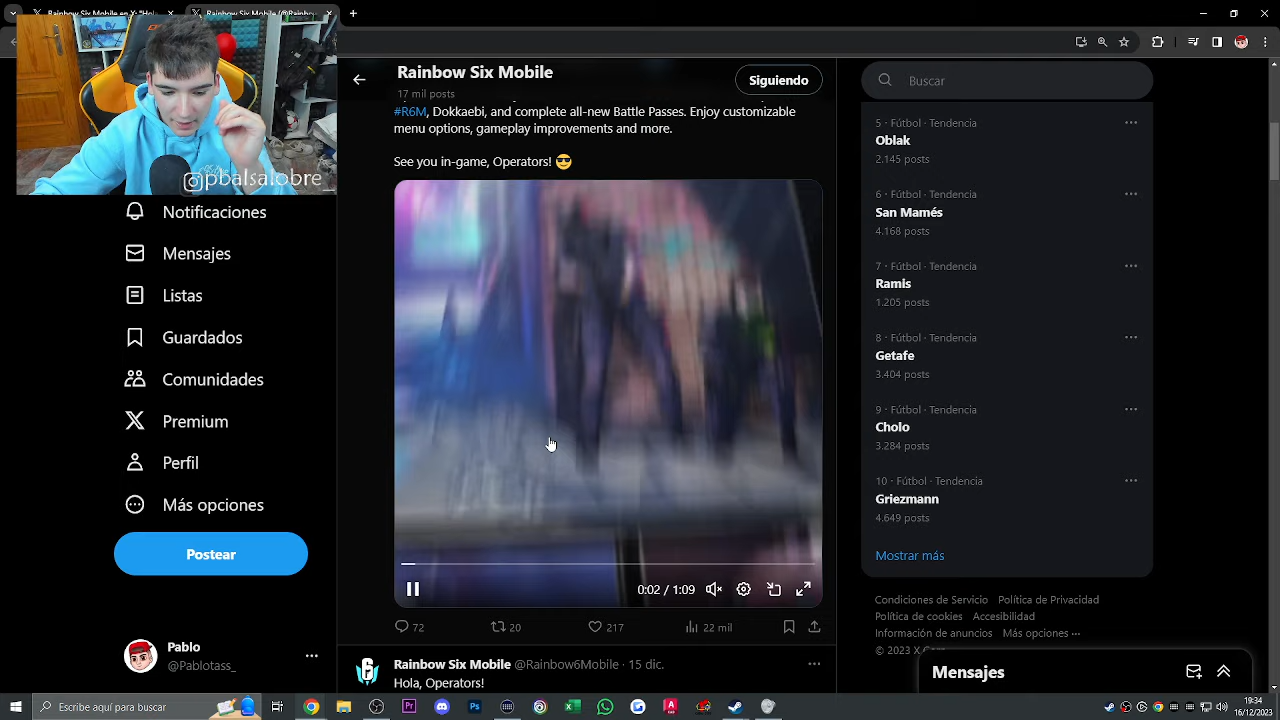 Rainbow Six Mobile
17 mil posts
Siguiendo
Buscar
#R6M, Dokkaebi, and complete all-new Battle Passes. Enjoy customizable
menu options, gameplay improvements and more.
See you in-game, Operators! 😎
@pbalsalobre_
Notificaciones
Mensajes
Listas
Guardados
Comunidades
Premium
Perfil
Más opciones
Postear
Pablo
@Pablotass_
0:02 / 1:09
72
20
217
22 mil
Rainbow Six Mobile @Rainbow6Mobile · 15 dic.
Hola, Operators!
5 · Fútbol · Tendencia
Oblak
2.145 posts
6 · Fútbol · Tendencia
San Mamés
4.168 posts
7 · Fútbol · Tendencia
Ramis
1.205 posts
8 · Fútbol · Tendencia
Getafe
3.404 posts
9 · Fútbol · Tendencia
Cholo
3.284 posts
10 · Fútbol · Tendencia
Griezmann
4.649 posts
Mostrar más
Condiciones de Servicio Política de Privacidad
Política de cookies Accesibilidad
Información de anuncios Más opciones ···
© 2023 X
Mensajes
Escribe aquí para buscar
19:34
16/12/2023